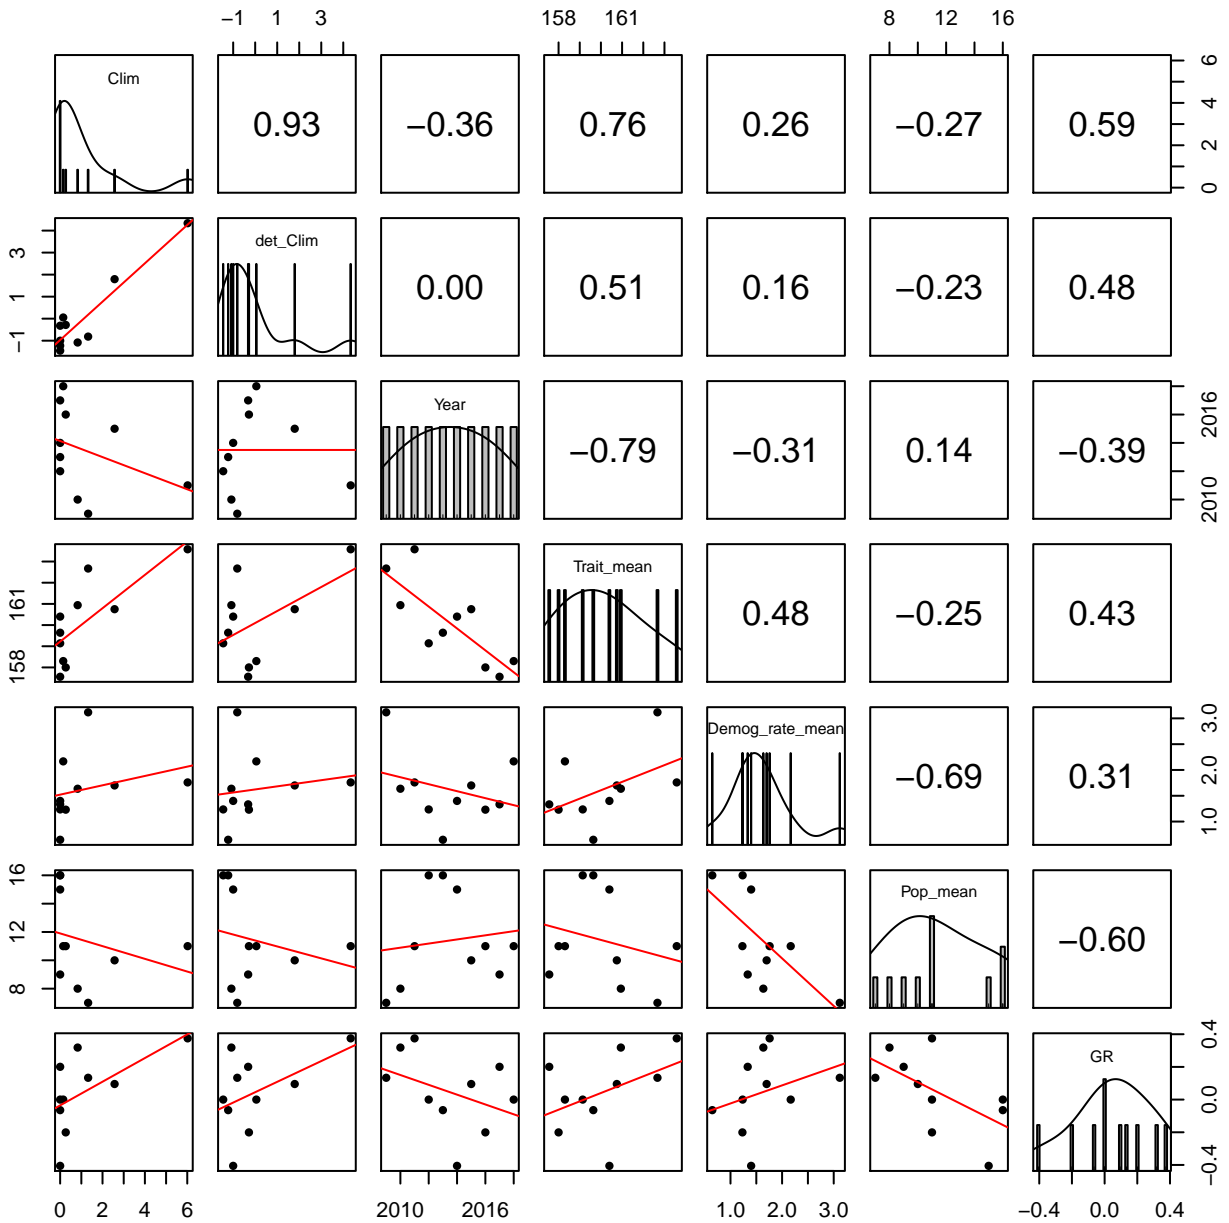 −1 1 3 158 161 8 12 16
Clim 0.93 −0.36 0.76 0.26 −0.27 0.59 0 2 4 6
−1 1 3 det_Clim 0.00 0.51 0.16 −0.23 0.48
Year −0.79 −0.31 0.14 −0.39 2010 2016
158 161 Trait_mean 0.48 −0.25 0.43
Demog_rate_mean −0.69 0.31 1.0 2.0 3.0
8 12 16 Pop_mean −0.60
GR −0.4 0.0 0.4
0 2 4 6 2010 2016 1.0 2.0 3.0 −0.4 0.0 0.4